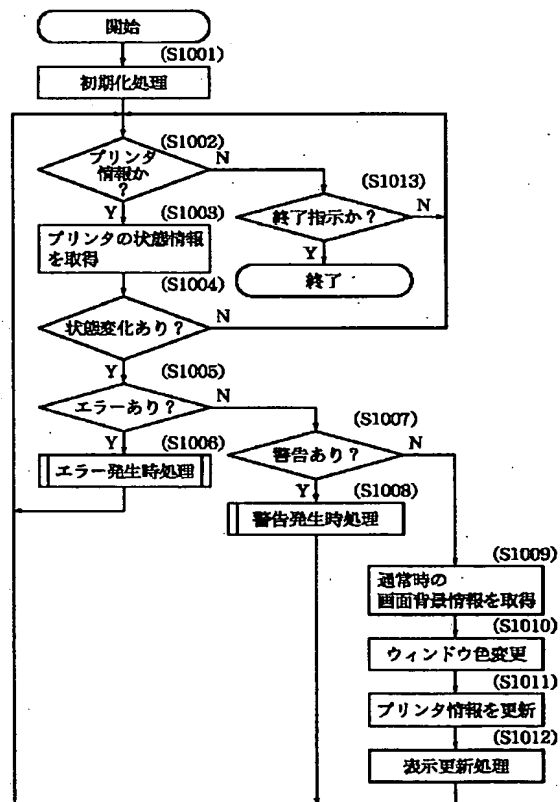 開始
(S1001)
初期化処理
(S1002)
プリンタ
情報か
?
N
Y
(S1003)
プリンタの状態情報
を取得
(S1013)
終了指示か?
N
Y
終了
(S1004)
状態変化あり?
N
Y
(S1005)
エラーあり?
N
Y
(S1006)
エラー発生時処理
(S1007)
警告あり?
N
Y
(S1008)
警告発生時処理
(S1009)
通常時の
画面背景情報を取得
(S1010)
ウィンドウ色変更
(S1011)
プリンタ情報を更新
(S1012)
表示更新処理